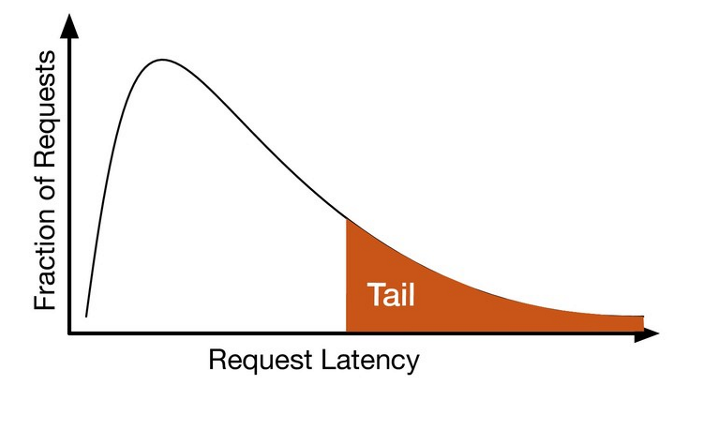 Fraction of Requests
Tail
Request Latency